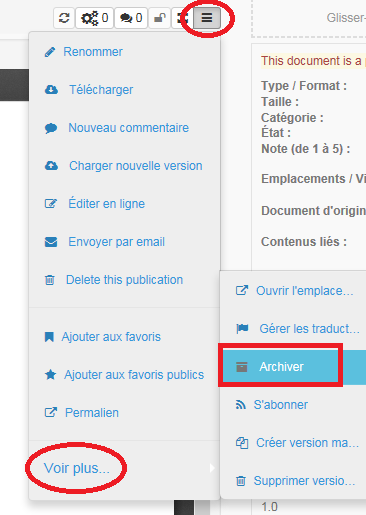 0 0
Glisser-
Renommer
Télécharger
Nouveau commentaire
Charger nouvelle version
Éditer en ligne
Envoyer par email
Delete this publication
Ajouter aux favoris
Ajouter aux favoris publics
Permalien
Voir plus...
This document is a p
Type / Format :
Taille :
Catégorie :
État :
Note (de 1 à 5) :
Emplacements / Vi
Document d'origin
Contenus liés :
Ouvrir l'emplace...
Gérer les traduct...
Archiver
S'abonner
Créer version ma...
Supprimer versio...
1.0